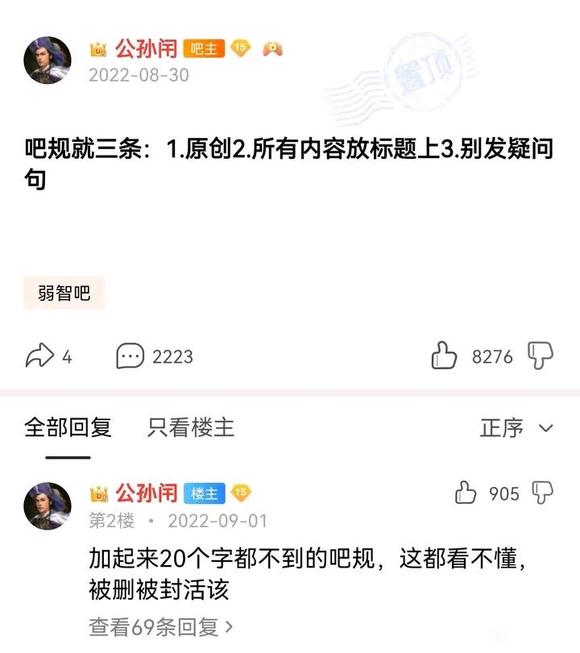 公孙闬 吧主 15
2022-08-30
置顶
吧规就三条：1.原创2.所有内容放标题上3.别发疑问
句
弱智吧
4 2223 8276
全部回复 只看楼主 正序
公孙闬 楼主 15 905
第2楼 · 2022-09-01
加起来20个字都不到的吧规，这都看不懂，
被删被封活该
查看69条回复